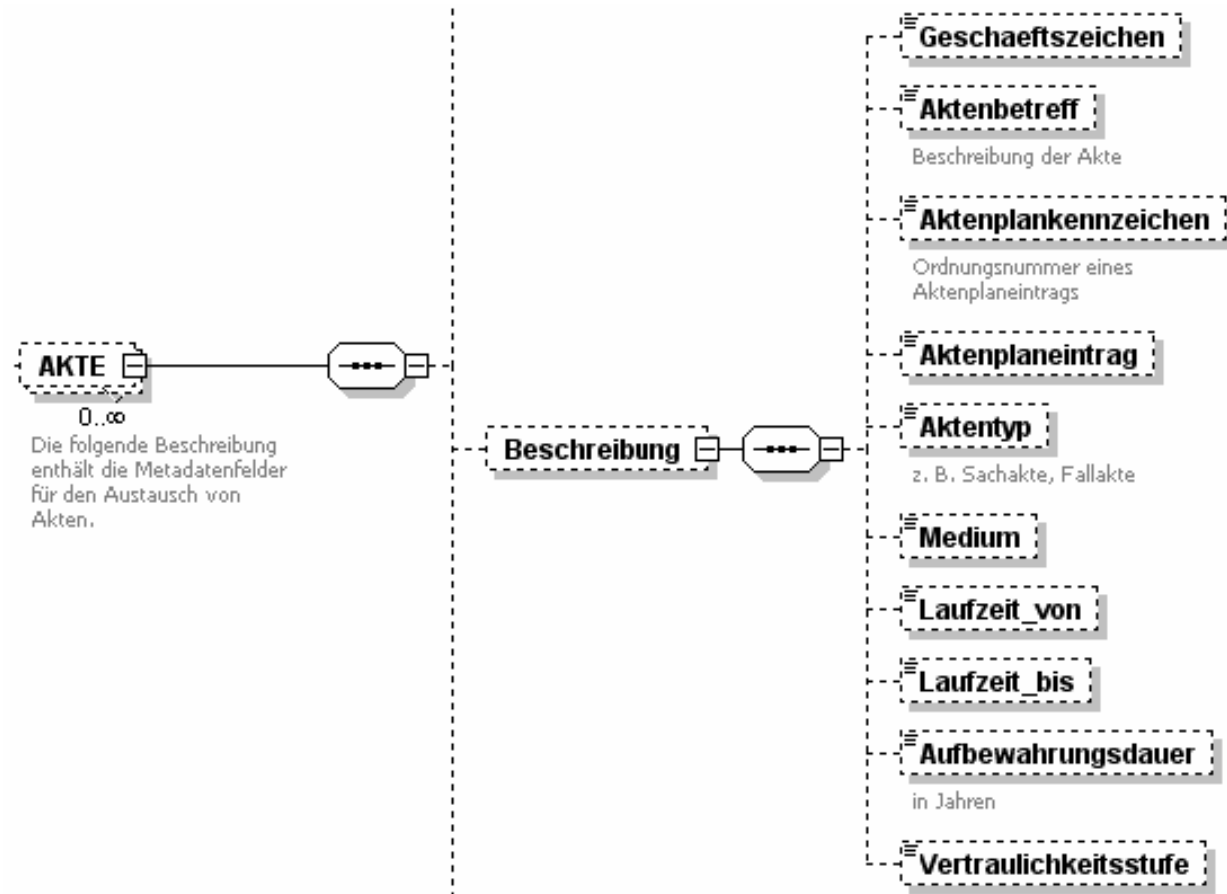 AKTE
0..∞
Die folgende Beschreibung
enthält die Metadatenfelder
für den Austausch von
Akten.
Beschreibung
Geschaeftszeichen
Aktenbetreff
Beschreibung der Akte
Aktenplankennzeichen
Ordnungsnummer eines
Aktenplaneintrags
Aktenplaneintrag
Aktentyp
z. B. Sachakte, Fallakte
Medium
Laufzeit_von
Laufzeit_bis
Aufbewahrungsdauer
in Jahren
Vertraulichkeitsstufe